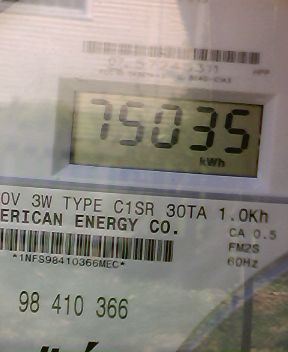 75035
kWh
0V 3W TYPE C1SR 30TA 1.0Kh
ERICAN ENERGY CO.
CA 0.5
FM2S
60Hz
*1NFS98410366MEC*
98 410 366